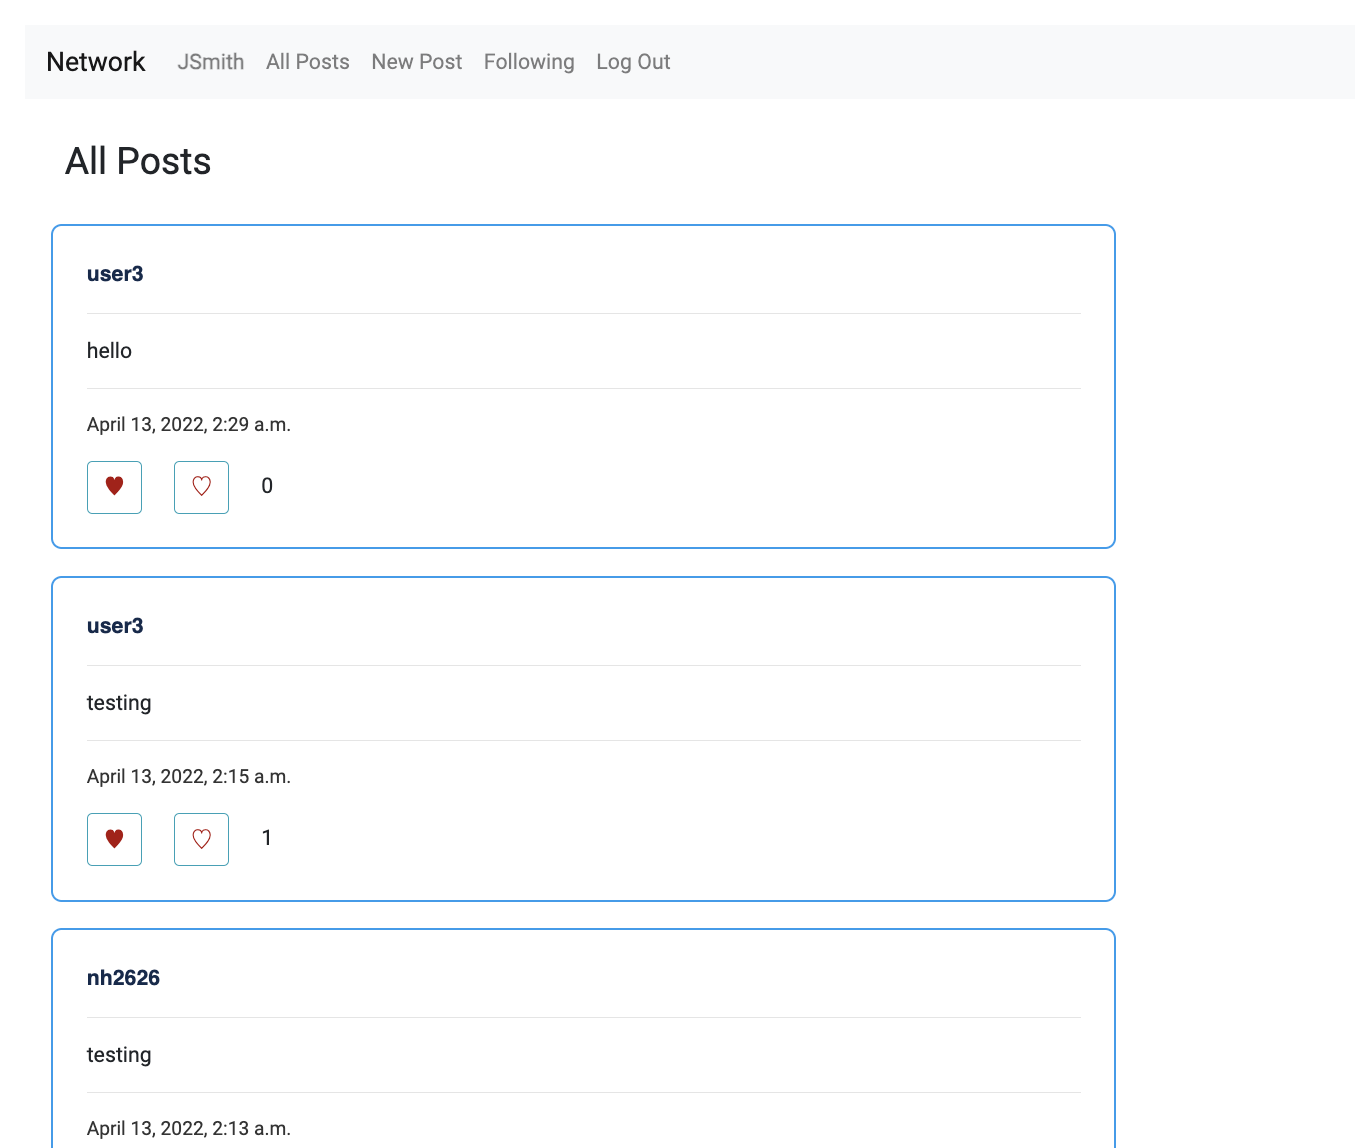 Network JSmith All Posts New Post Following Log Out
All Posts
user3
hello
April 13, 2022, 2:29 a.m.
0
user3
testing
April 13, 2022, 2:15 a.m.
1
nh2626
testing
April 13, 2022, 2:13 a.m.